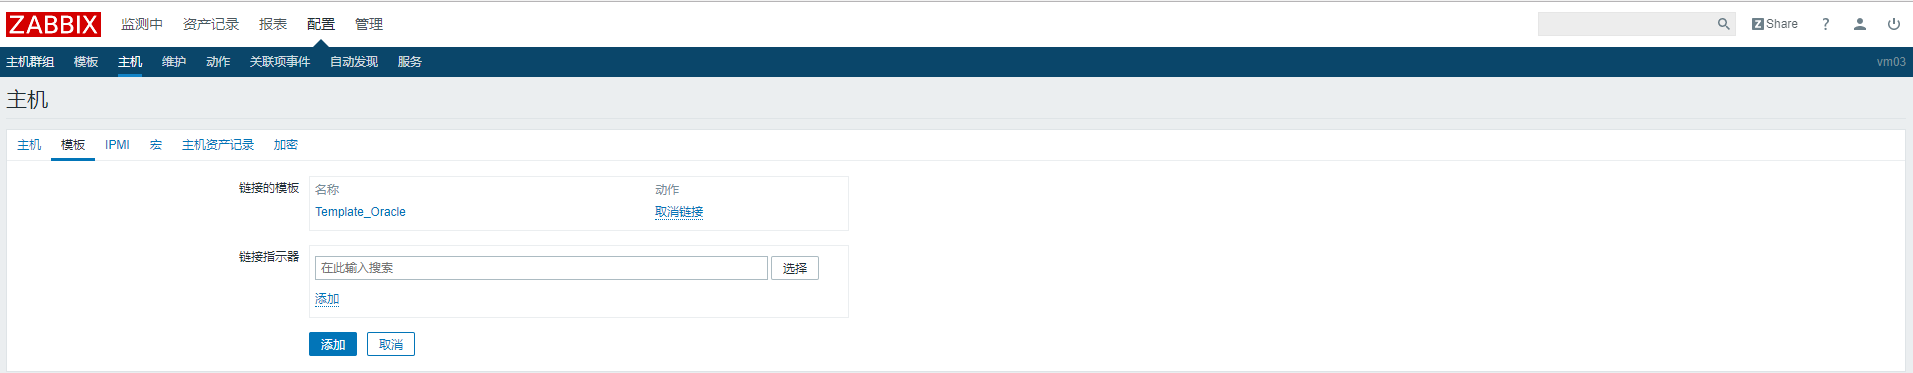 ZABBIX 监测中 资产记录 报表 配置 管理 Z Share ?
主机群组 模板 主机 维护 动作 关联项事件 自动发现 服务 vm03
主机
主机 模板 IPMI 宏 主机资产记录 加密
链接的模板 名称 动作
Template_Oracle 取消链接
链接指示器
在此输入搜索 选择
添加
添加 取消